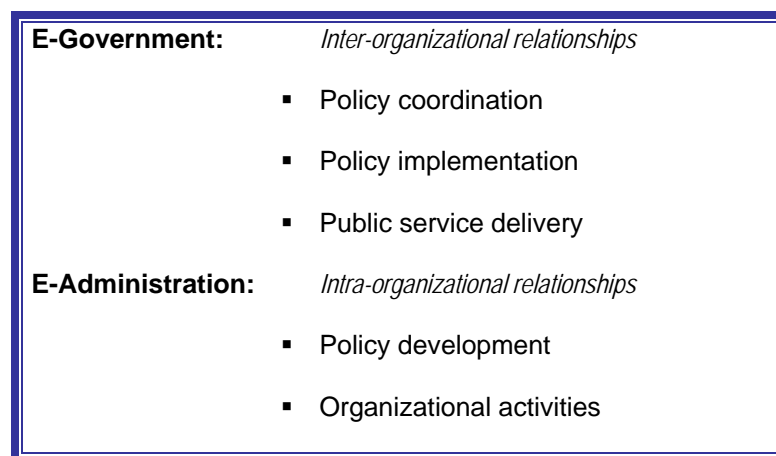 E-Government: Inter-organizational relationships
▪ Policy coordination
▪ Policy implementation
▪ Public service delivery
E-Administration: Intra-organizational relationships
▪ Policy development
▪ Organizational activities